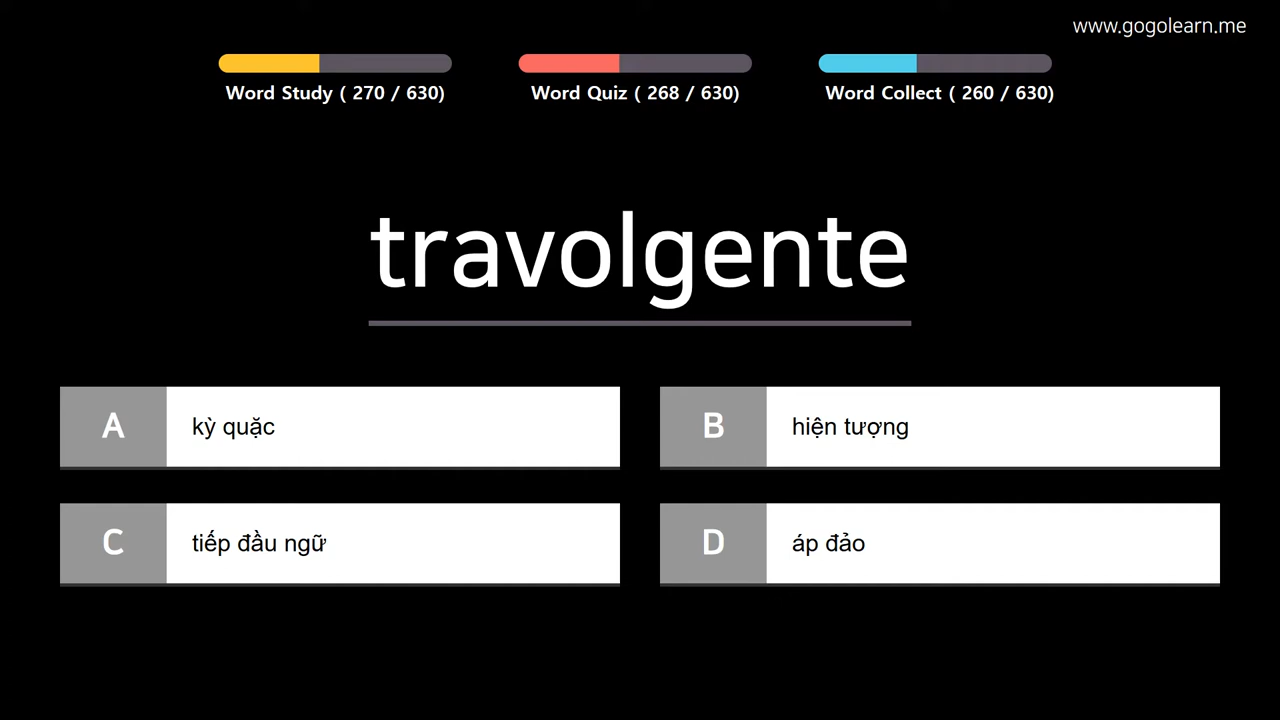 www.gogolearn.me
Word Study ( 270 / 630)
Word Quiz ( 268 / 630)
Word Collect ( 260 / 630)
travolgente
A kỳ quặc
B hiện tượng
C tiếp đầu ngữ
D áp đảo